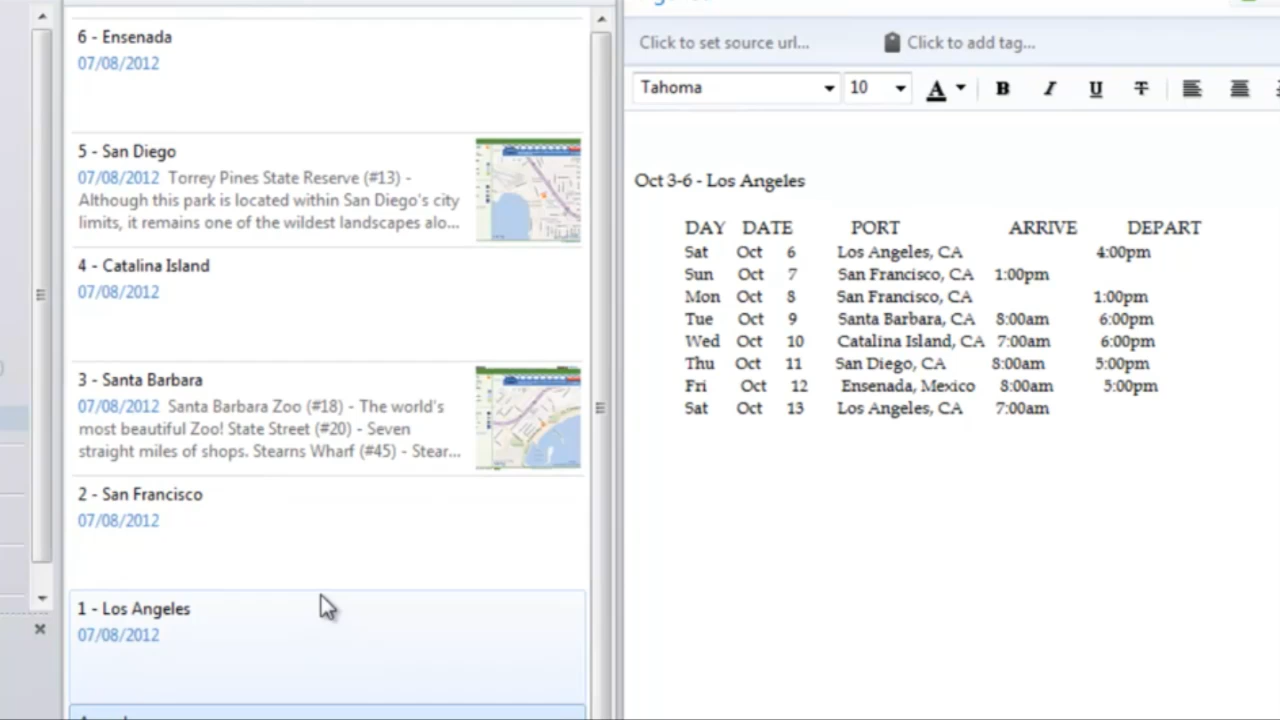 6 - Ensenada
07/08/2012
5 - San Diego
07/08/2012 Torrey Pines State Reserve (#13) -
Although this park is located within San Diego's city
limits, it remains one of the wildest landscapes alo...
4 - Catalina Island
07/08/2012
3 - Santa Barbara
07/08/2012 Santa Barbara Zoo (#18) - The world's
most beautiful Zoo! State Street (#20) - Seven
straight miles of shops. Stearns Wharf (#45) - Stear...
2 - San Francisco
07/08/2012
1 - Los Angeles
07/08/2012
Click to set source url... Click to add tag...
Tahoma 10 A B I U T
Oct 3-6 - Los Angeles
DAY DATE PORT ARRIVE DEPART
Sat Oct 6 Los Angeles, CA 4:00pm
Sun Oct 7 San Francisco, CA 1:00pm
Mon Oct 8 San Francisco, CA 1:00pm
Tue Oct 9 Santa Barbara, CA 8:00am 6:00pm
Wed Oct 10 Catalina Island, CA 7:00am 6:00pm
Thu Oct 11 San Diego, CA 8:00am 5:00pm
Fri Oct 12 Ensenada, Mexico 8:00am 5:00pm
Sat Oct 13 Los Angeles, CA 7:00am